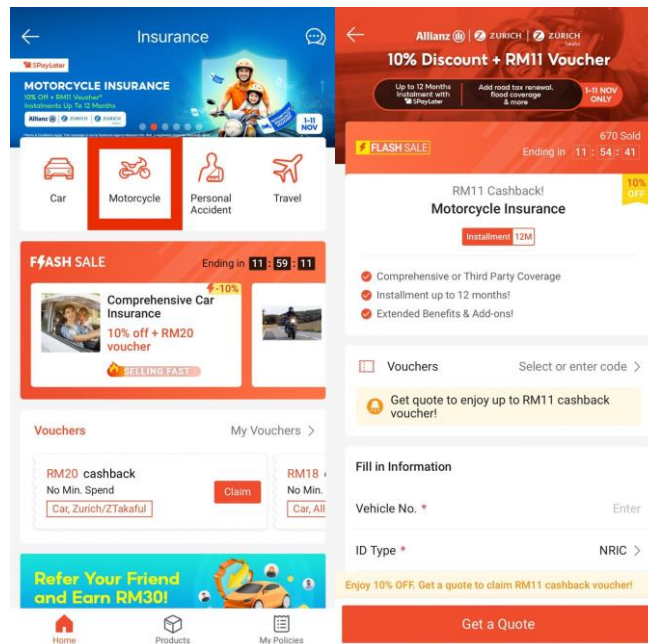 Insurance
SPayLater
MOTORCYCLE INSURANCE
10% Off + RM11 Voucher*
Instalments Up To 12 Months
Allianz ZURICH ZURICH
1-11
NOV
Car
Motorcycle
Personal
Accident
Travel
FLASH SALE
Ending in 11 : 59 : 11
-10%
Comprehensive Car
Insurance
10% off + RM20
voucher
SELLING FAST
Vouchers
My Vouchers >
RM20 cashback
No Min. Spend
Car, Zurich/ZTakaful
Claim
RM18
No Min.
Car, All
Refer Your Friend
and Earn RM30!
Home
Products
My Policies
Allianz ZURICH ZURICH
Takaful
10% Discount + RM11 Voucher
Up to 12 Months
Instalment with
SPayLater
Add road tax renewal,
flood coverage
& more
1-11 NOV
ONLY
FLASH SALE
670 Sold
Ending in 11 : 54 : 41
10%
OFF
RM11 Cashback!
Motorcycle Insurance
Installment 12M
Comprehensive or Third Party Coverage
Installment up to 12 months!
Extended Benefits & Add-ons!
Vouchers
Select or enter code >
Get quote to enjoy up to RM11 cashback
voucher!
Fill in Information
Vehicle No. *
Enter
ID Type *
NRIC >
Enjoy 10% OFF. Get a quote to claim RM11 cashback voucher!
Get a Quote